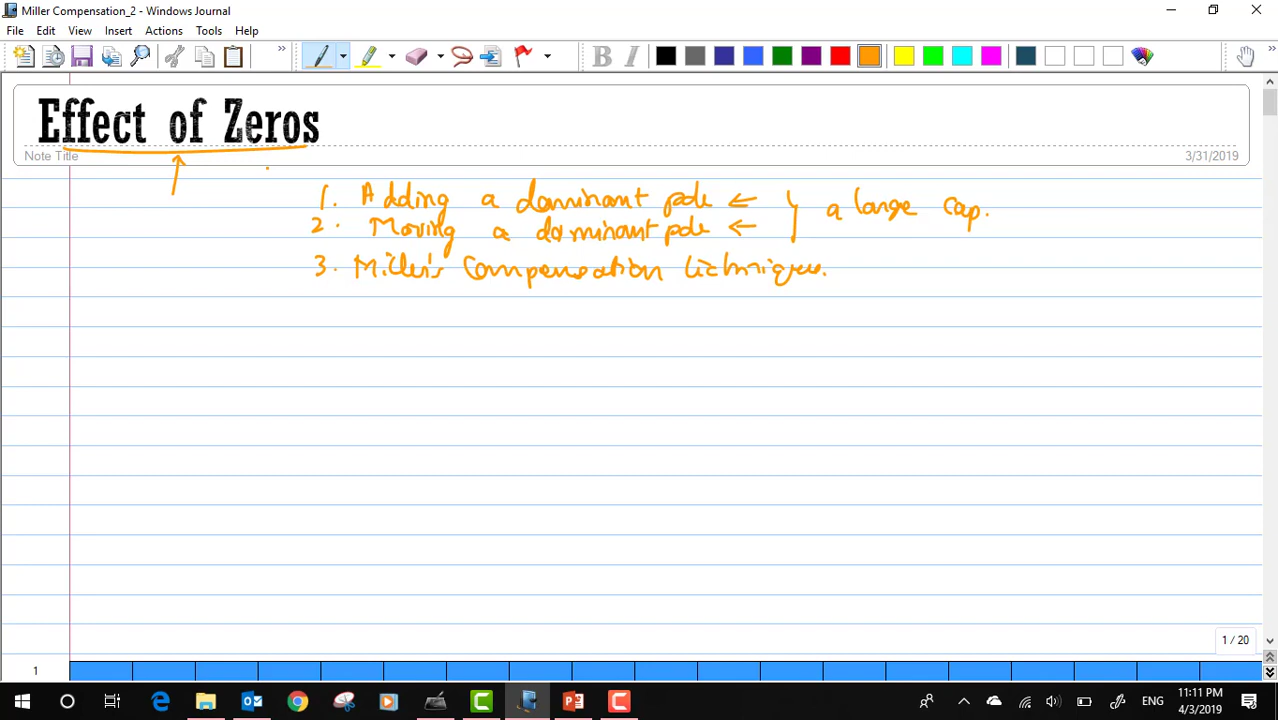 Miller Compensation_2 - Windows Journal
File Edit View Insert Actions Tools Help
Effect of Zeros
Note Title
3/31/2019
1. Adding a dominant pole ← } a large cap.
2. Moving a dominant pole ←
3. Miller's Compensation techniques.
1 / 20
1
ENG
11:11 PM
4/3/2019